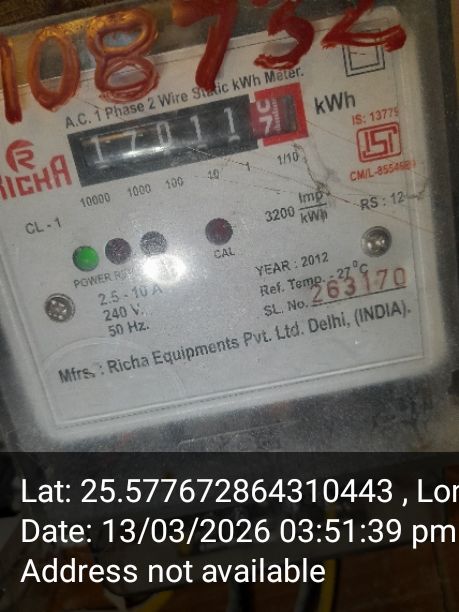 108732
A.C. 1 Phase 2 Wire Static kWh Meter.
17011
kWh
IS: 13779
RICHA
ISI
10000 1000 100 10 1 1/10
CL - 1
3200 Imp/kWh
RS : 12
CAL
2.5 - 10 A
240 V.
50 Hz.
YEAR : 2012
Ref. Temp. - 27°C
SL. No. 263170
Mfrs. : Richa Equipments Pvt. Ltd. Delhi, (INDIA).
Lat: 25.577672864310443 , Lon
Date: 13/03/2026 03:51:39 pm
Address not available